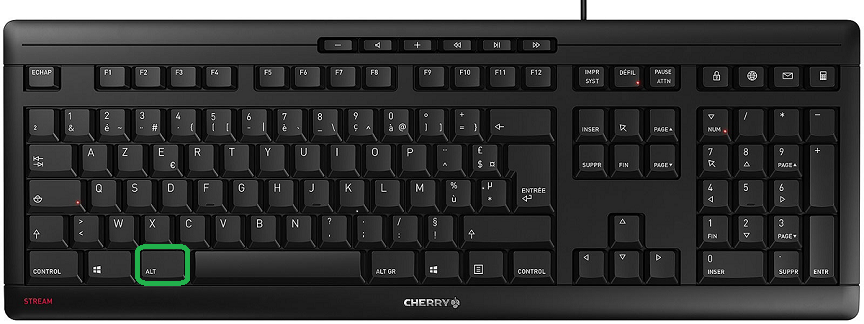 ECHAP F1 F2 F3 F4 F5 F6 F7 F8 F9 F10 F11 F12 IMPR SYST DÉFIL PAUSE ATTN
² 1 & 2 é ~ 3 " # 4 ' { 5 ( [ 6 - | 7 è ` 8 _ \ 9 ç ^ 0 à @ ° ) ] + = } INSER PAGE NUM / * -
A Z E € R T Y U I O P ¨ ^ £ $ ¤ ENTRÉE SUPPR FIN PAGE 7 8 9 PAGE +
Q S D F G H J K L M % ù µ * 4 5 6
> < W X C V B N ? , . ; / : § ! 1 FIN 2 3 PAGE
CONTROL ALT ALT GR CONTROL 0 INSER . SUPPR ENTR
STREAM CHERRY